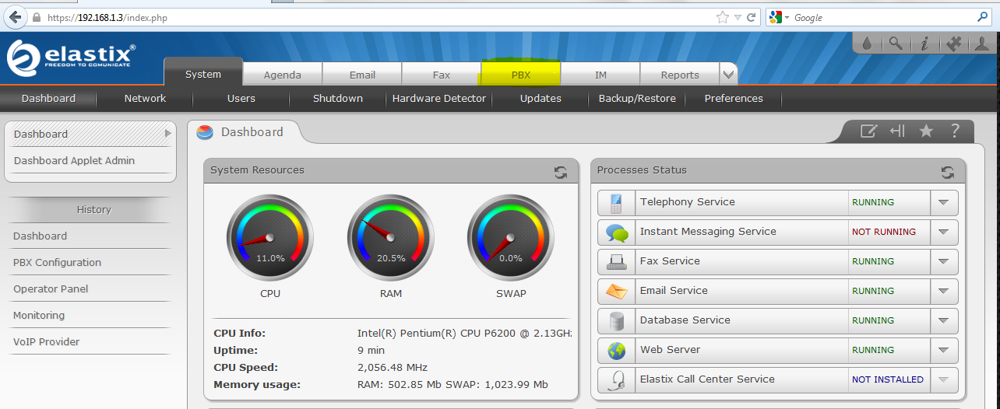 https://192.168.1.3/index.php
Google
elastix®
FREEDOM TO COMUNICATE
System Agenda Email Fax PBX IM Reports
Dashboard Network Users Shutdown Hardware Detector Updates Backup/Restore Preferences
Dashboard
Dashboard Applet Admin
History
Dashboard
PBX Configuration
Operator Panel
Monitoring
VoIP Provider
Dashboard
?
System Resources
11.0% 20.5% 0.0%
CPU RAM SWAP
CPU Info: Intel(R) Pentium(R) CPU P6200 @ 2.13GHz
Uptime: 9 min
CPU Speed: 2,056.48 MHz
Memory usage: RAM: 502.85 Mb SWAP: 1,023.99 Mb
Processes Status
Telephony Service RUNNING
Instant Messaging Service NOT RUNNING
Fax Service RUNNING
Email Service RUNNING
Database Service RUNNING
Web Server RUNNING
Elastix Call Center Service NOT INSTALLED